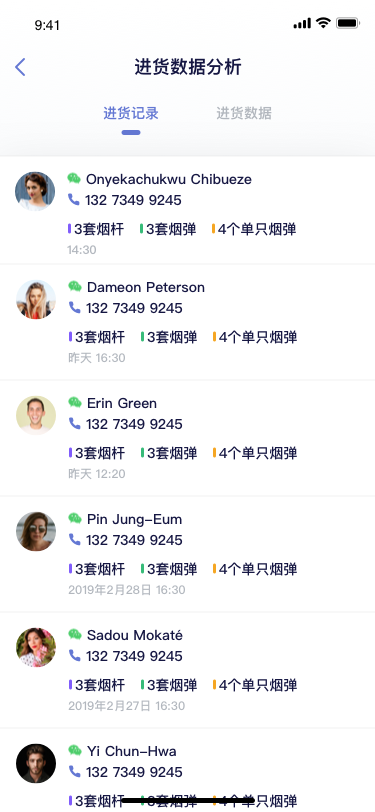 9:41
进货数据分析
进货记录 进货数据
Onyekachukwu Chibueze
132 7349 9245
3套烟杆 3套烟弹 4个单只烟弹
14:30
Dameon Peterson
132 7349 9245
3套烟杆 3套烟弹 4个单只烟弹
昨天 16:30
Erin Green
132 7349 9245
3套烟杆 3套烟弹 4个单只烟弹
昨天 12:20
Pin Jung-Eum
132 7349 9245
3套烟杆 3套烟弹 4个单只烟弹
2019年2月28日 16:30
Sadou Mokaté
132 7349 9245
3套烟杆 3套烟弹 4个单只烟弹
2019年2月27日 16:30
Yi Chun-Hwa
132 7349 9245
3套烟杆 3套烟弹 4个单只烟弹